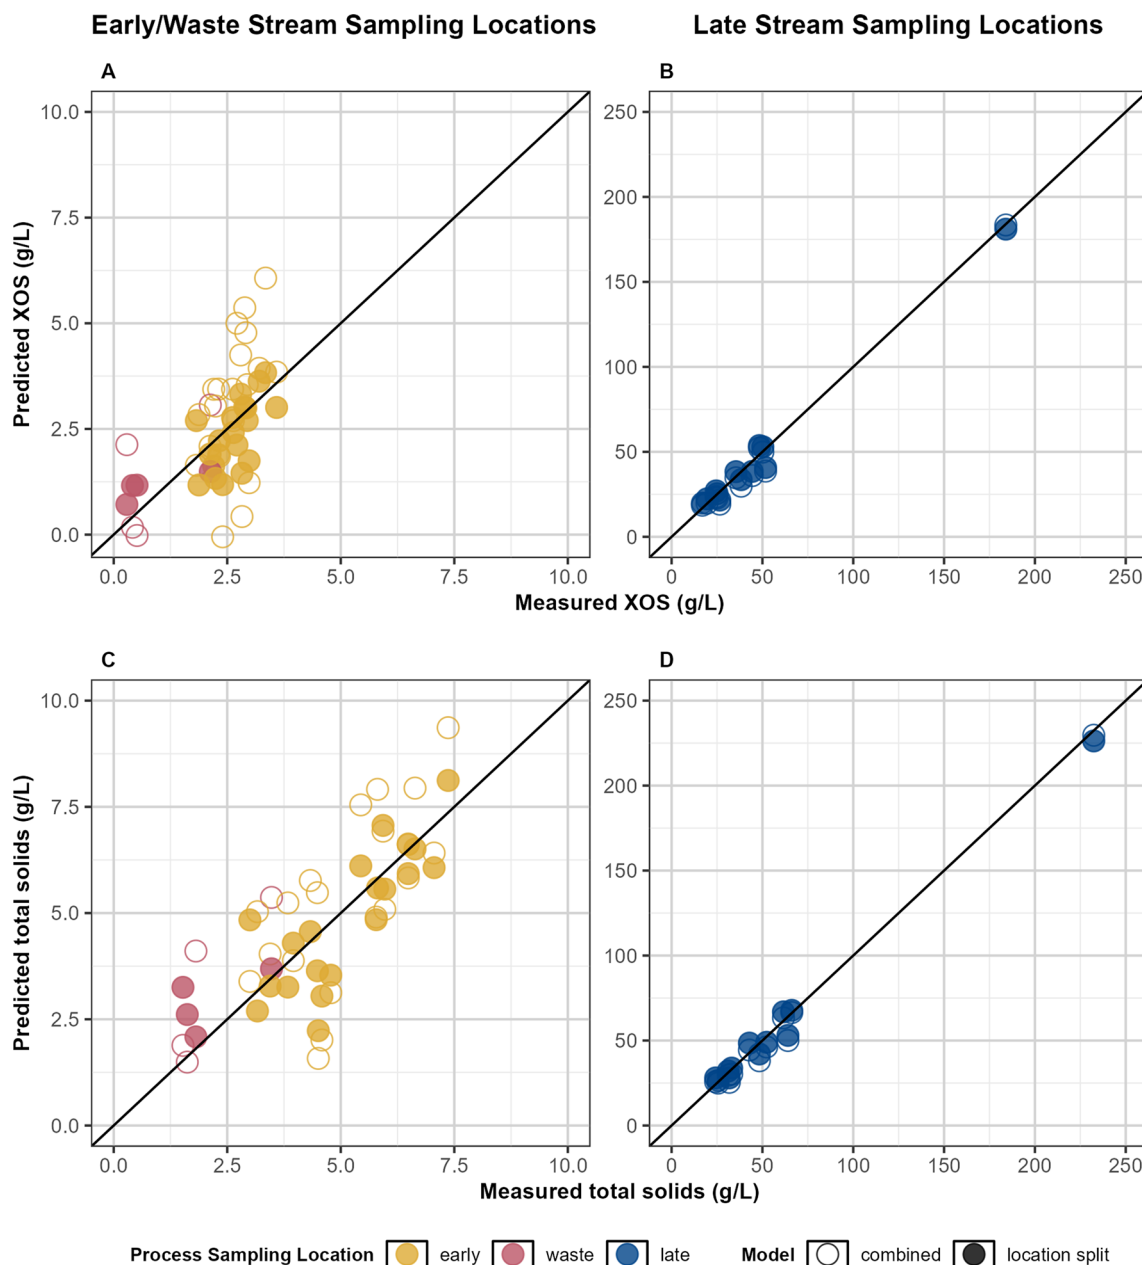 Early/Waste Stream Sampling Locations
Late Stream Sampling Locations
A
B
10.0
7.5
5.0
2.5
0.0
Predicted XOS (g/L)
250
200
150
100
50
0
0.0 2.5 5.0 7.5 10.0
0 50 100 150 200 250
Measured XOS (g/L)
C
D
10.0
7.5
5.0
2.5
0.0
Predicted total solids (g/L)
250
200
150
100
50
0
0.0 2.5 5.0 7.5 10.0
0 50 100 150 200 250
Measured total solids (g/L)
Process Sampling Location early waste late Model combined location split